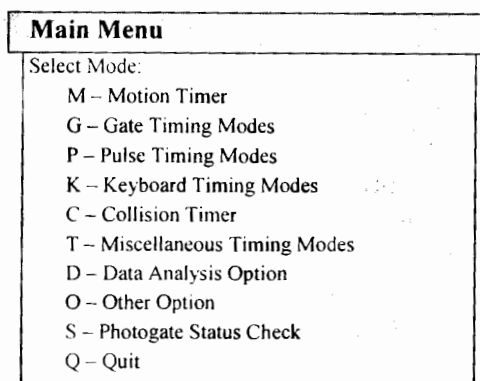 Main Menu
Select Mode:
M – Motion Timer
G – Gate Timing Modes
P – Pulse Timing Modes
K – Keyboard Timing Modes
C – Collision Timer
T – Miscellaneous Timing Modes
D – Data Analysis Option
O – Other Option
S – Photogate Status Check
Q – Quit